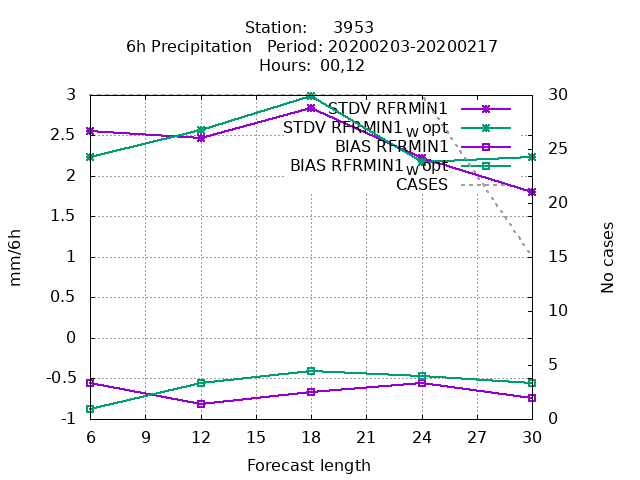 Station:     3953
6h Precipitation   Period: 20200203-20200217
Hours:  00,12
3
2.5
2
1.5
1
0.5
0
-0.5
-1
30
25
20
15
10
5
0
STDV RFRMIN1
STDV RFRMIN1_w opt
BIAS RFRMIN1
BIAS RFRMIN1_w opt
CASES
mm/6h
No cases
6 9 12 15 18 21 24 27 30
Forecast length